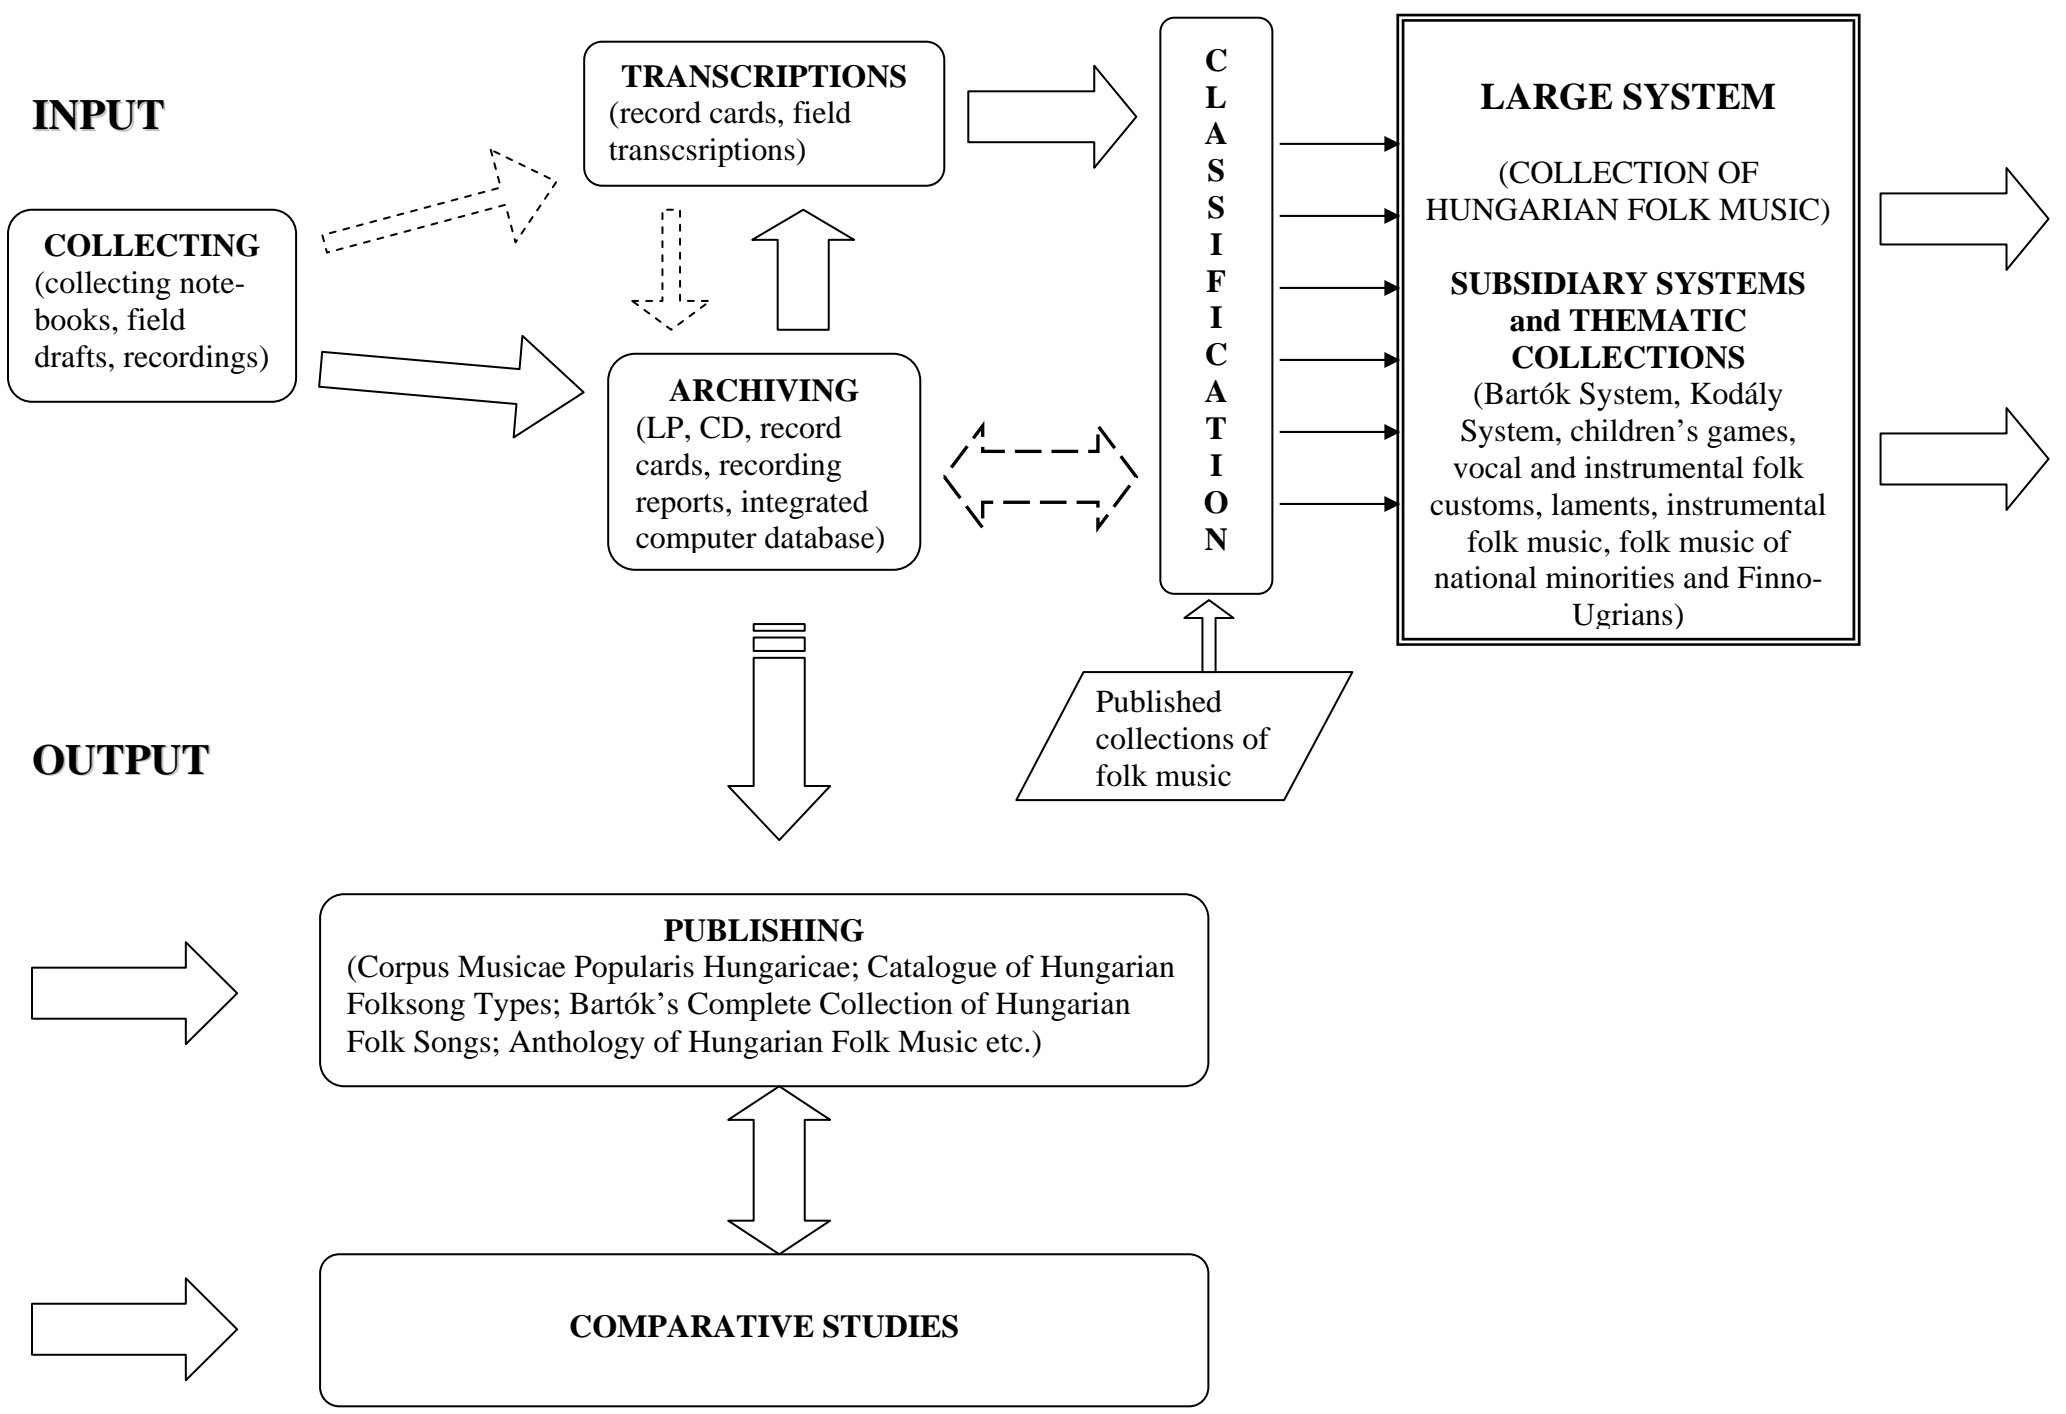 INPUT
COLLECTING
(collecting note-
books, field
drafts, recordings)
TRANSCRIPTIONS
(record cards, field
transcsriptions)
ARCHIVING
(LP, CD, record
cards, recording
reports, integrated
computer database)
C
L
A
S
S
I
F
I
C
A
T
I
O
N
LARGE SYSTEM
(COLLECTION OF
HUNGARIAN FOLK MUSIC)
SUBSIDIARY SYSTEMS
and THEMATIC
COLLECTIONS
(Bartók System, Kodály
System, children’s games,
vocal and instrumental folk
customs, laments, instrumental
folk music, folk music of
national minorities and Finno-
Ugrians)
Published
collections of
folk music
OUTPUT
PUBLISHING
(Corpus Musicae Popularis Hungaricae; Catalogue of Hungarian
Folksong Types; Bartók’s Complete Collection of Hungarian
Folk Songs; Anthology of Hungarian Folk Music etc.)
COMPARATIVE STUDIES